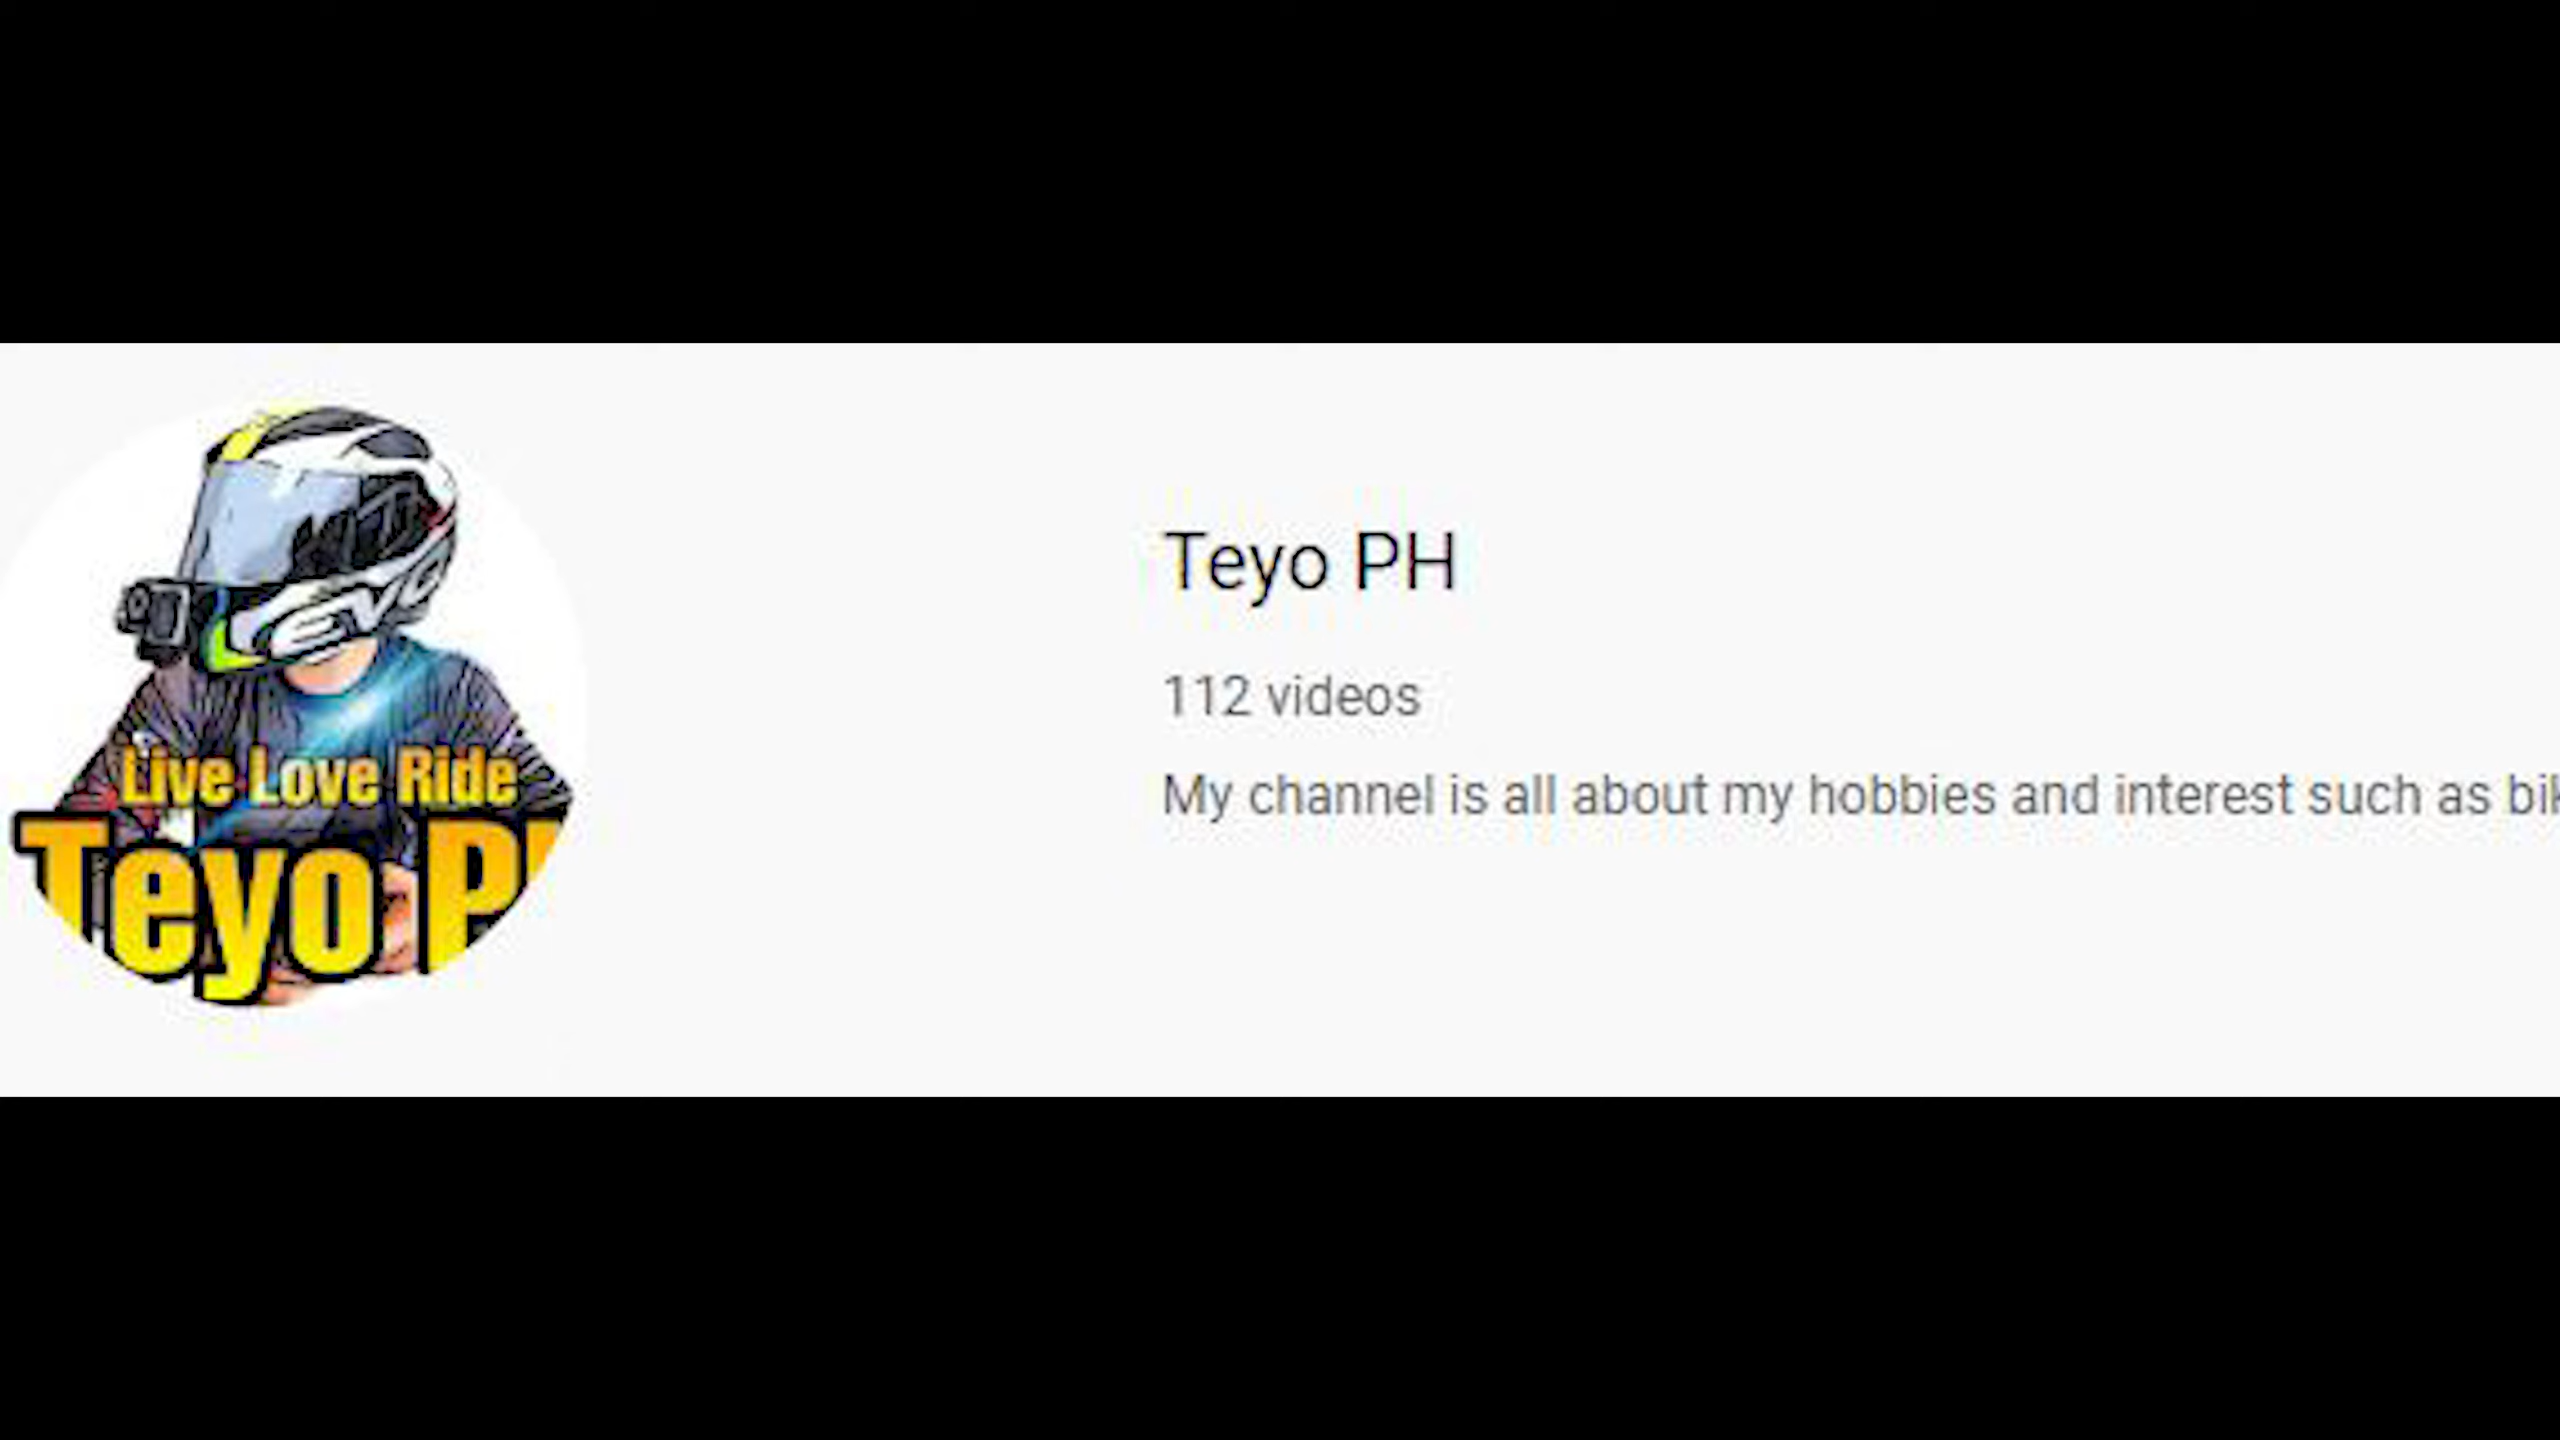 EVO
Live Love Ride
Teyo P
Teyo PH
112 videos
My channel is all about my hobbies and interest such as